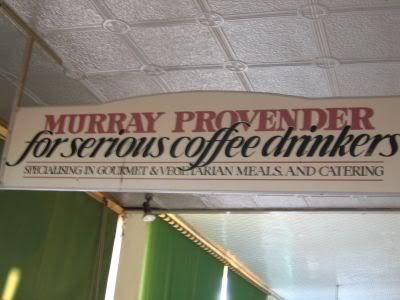 MURRAY PROVENDER
for serious coffee drinkers
SPECIALISING IN GOURMET & VEGETARIAN MEALS, AND CATERING